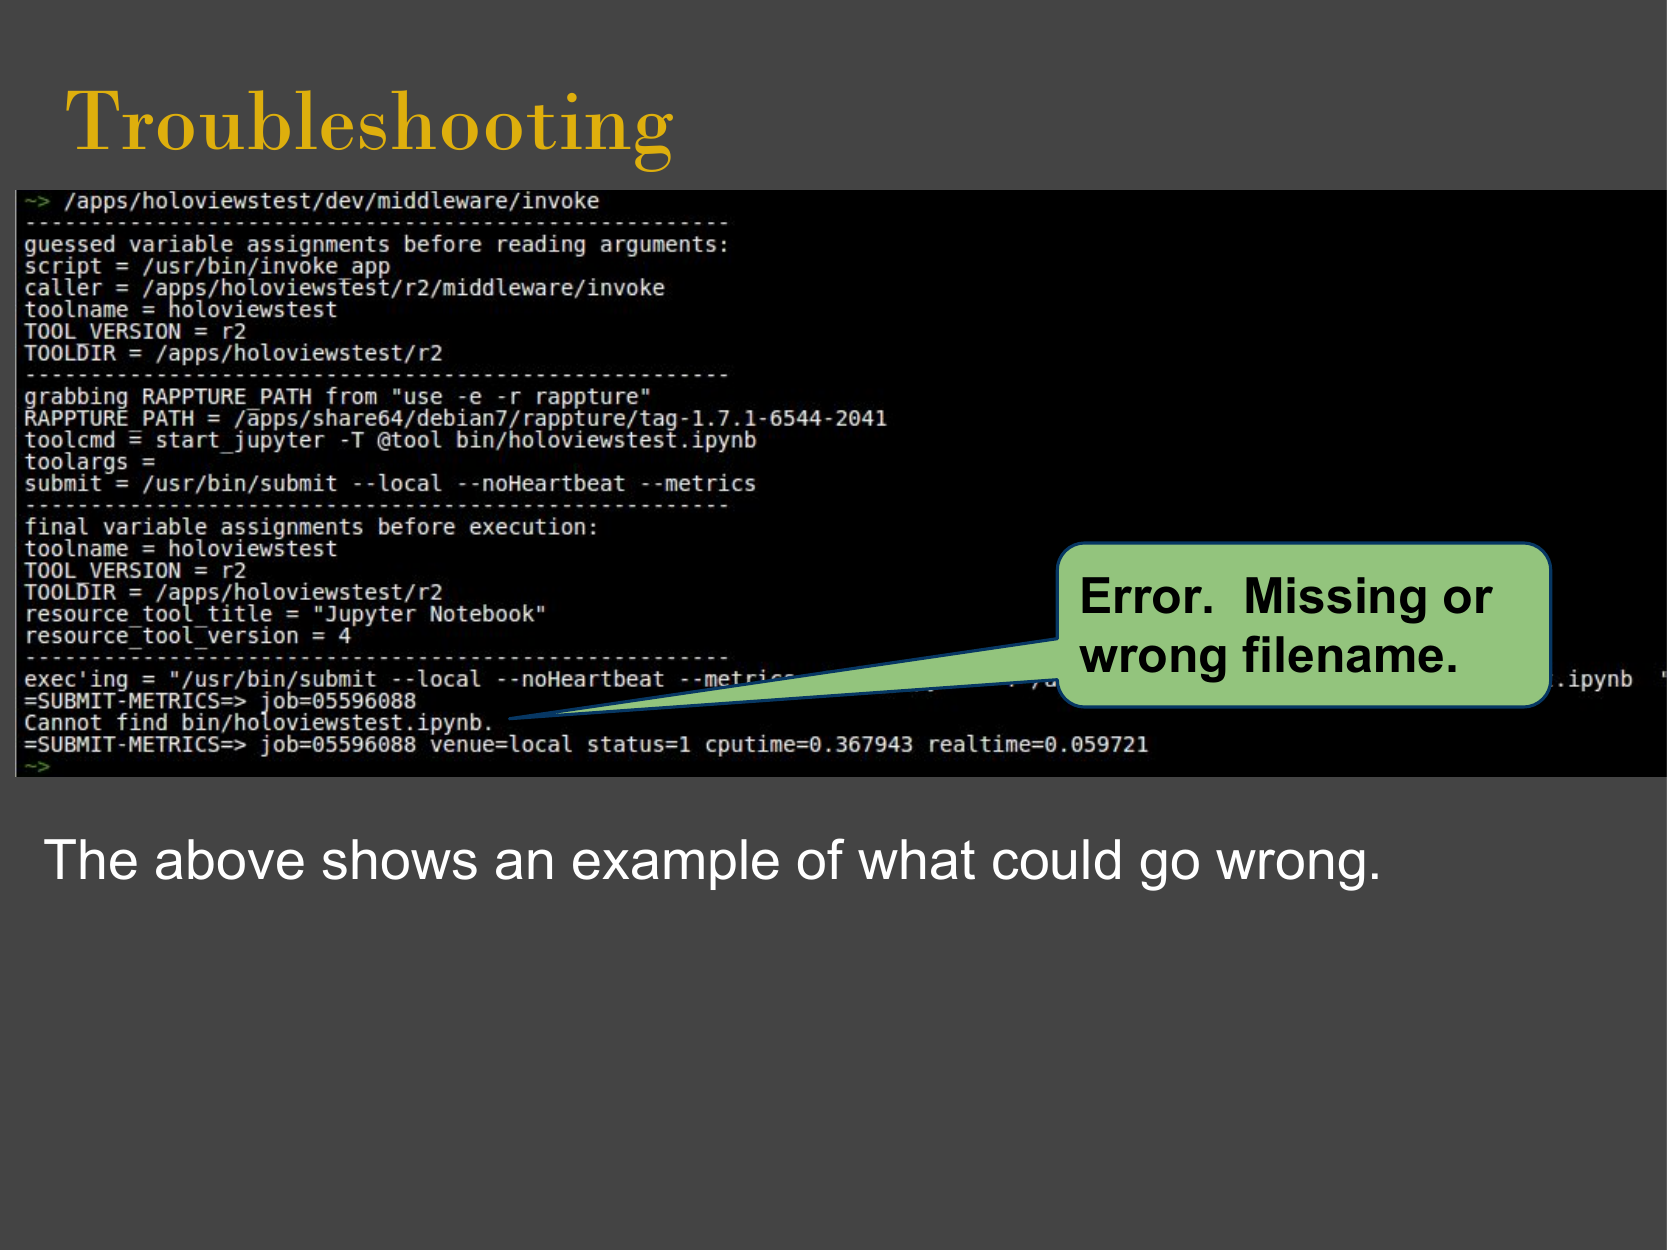 Troubleshooting
~> /apps/holoviewstest/dev/middleware/invoke
------------------------------------------------------
guessed variable assignments before reading arguments:
script = /usr/bin/invoke_app
caller = /apps/holoviewstest/r2/middleware/invoke
toolname = holoviewstest
TOOL_VERSION = r2
TOOLDIR = /apps/holoviewstest/r2
------------------------------------------------------
grabbing RAPPTURE_PATH from "use -e -r rappture"
RAPPTURE_PATH = /apps/share64/debian7/rappture/tag-1.7.1-6544-2041
toolcmd = start_jupyter -T @tool bin/holoviewstest.ipynb
toolargs =
submit = /usr/bin/submit --local --noHeartbeat --metrics
------------------------------------------------------
final variable assignments before execution:
toolname = holoviewstest
TOOL_VERSION = r2
TOOLDIR = /apps/holoviewstest/r2
resource_tool_title = "Jupyter Notebook"
resource_tool_version = 4
------------------------------------------------------
exec'ing = "/usr/bin/submit --local --noHeartbeat --metrics .ipynb "
=SUBMIT-METRICS=> job=05596088
Cannot find bin/holoviewstest.ipynb.
=SUBMIT-METRICS=> job=05596088 venue=local status=1 cputime=0.367943 realtime=0.059721
~>
Error. Missing or
wrong filename.
The above shows an example of what could go wrong.